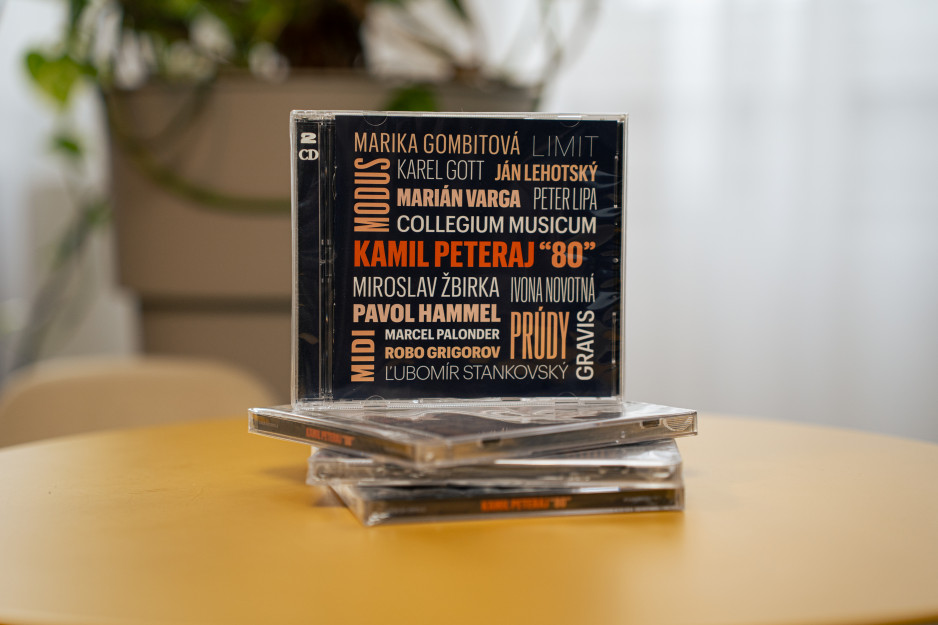 2
CD
MARIKA GOMBITOVÁ LIMIT
MODUS
KAREL GOTT JÁN LEHOTSKÝ
MARIÁN VARGA PETER LIPA
COLLEGIUM MUSICUM
KAMIL PETERAJ “80”
MIROSLAV ŽBIRKA IVONA NOVOTNÁ
PAVOL HAMMEL PRÚDY GRAVIS
MIDI
MARCEL PALONDER
ROBO GRIGOROV
ĽUBOMÍR STANKOVSKÝ
KAMIL PETERAJ “80”
KAMIL PETERAJ “80”